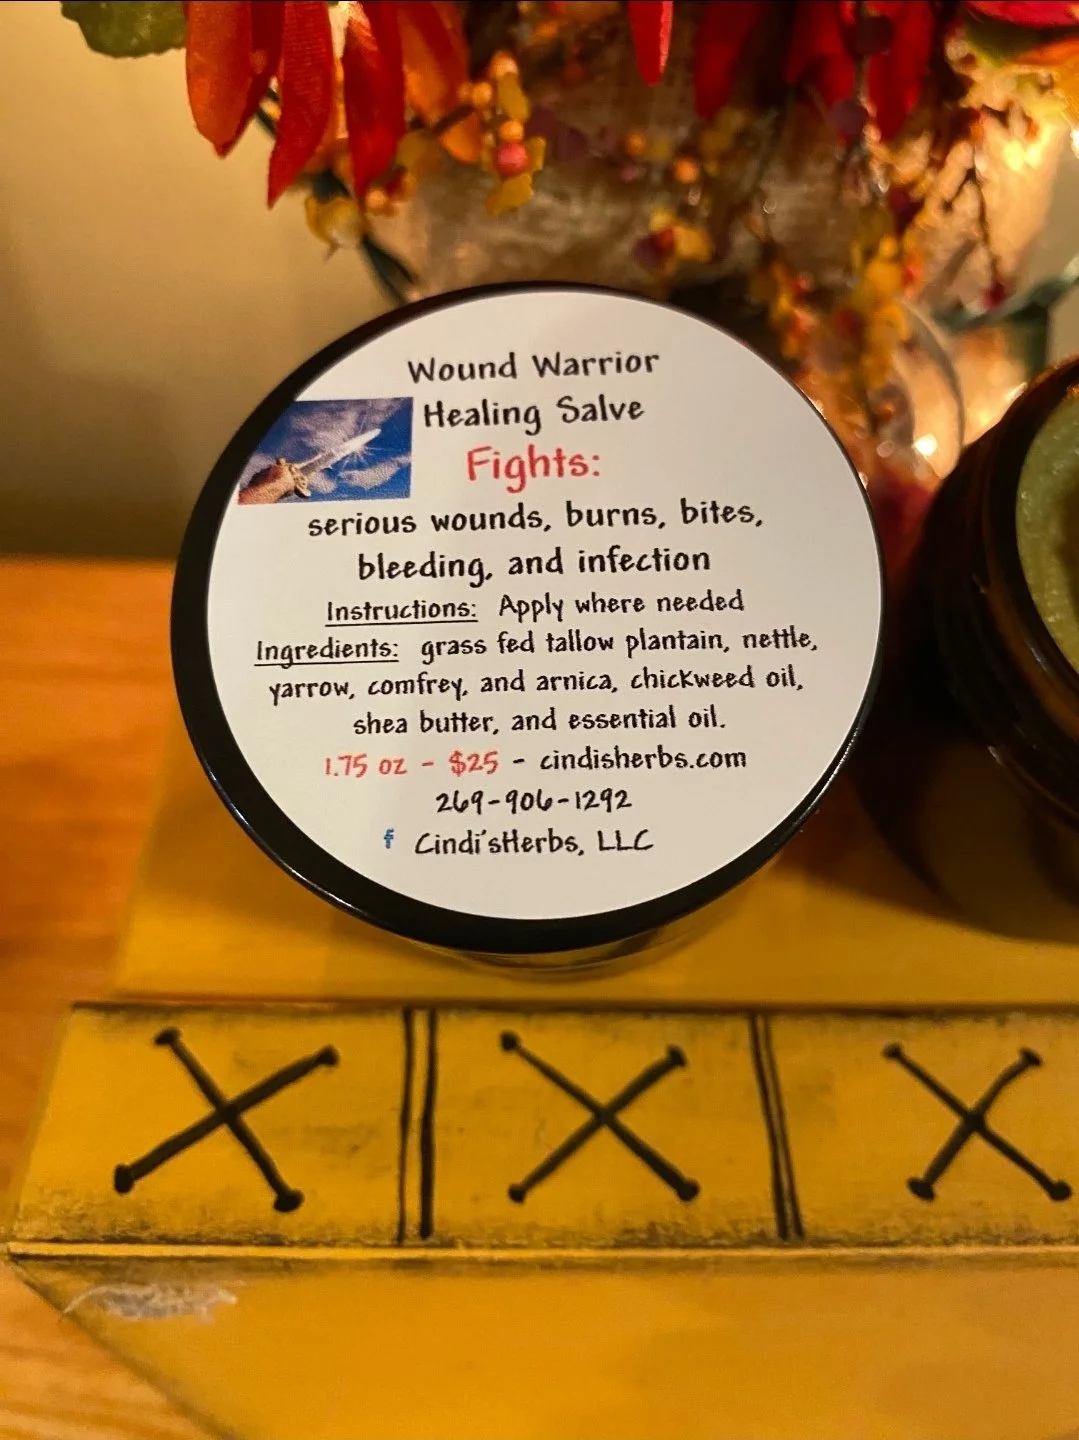 Wound Warrior
Healing Salve
Fights:
serious wounds, burns, bites,
bleeding, and infection
Instructions: Apply where needed
Ingredients: grass fed tallow plantain, nettle,
yarrow, comfrey, and arnica, chickweed oil,
shea butter, and essential oil.
1.75 oz - $25 - cindisherbs.com
269-906-1292
f Cindi'sHerbs, LLC